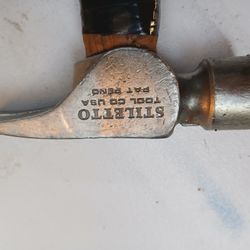 STILETTO
TOOL CO USA
PAT PEND